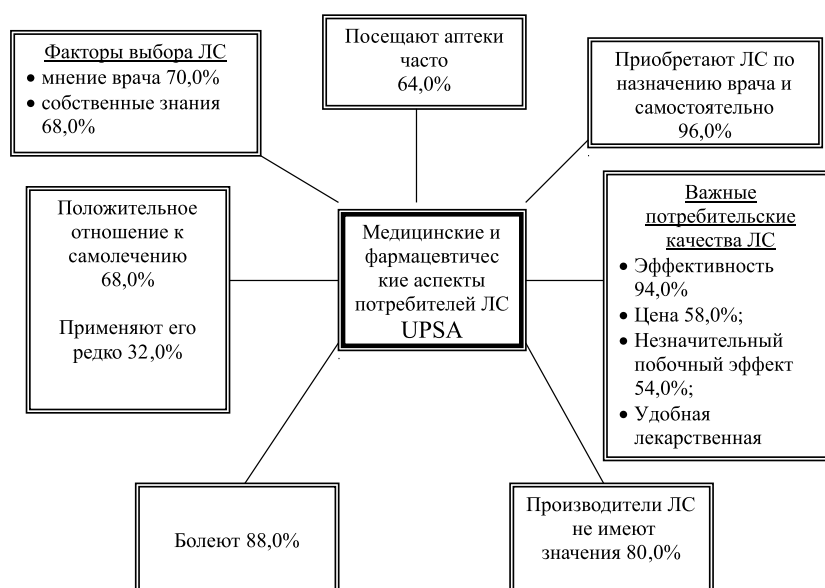 Факторы выбора ЛС
• мнение врача 70,0%
• собственные знания
68,0%
Посещают аптеки
часто
64,0%
Приобретают ЛС по
назначению врача и
самостоятельно
96,0%
Положительное
отношение к
самолечению
68,0%
Применяют его
редко 32,0%
Медицинские и
фармацевтичес
кие аспекты
потребителей ЛС
UPSA
Важные
потребительские
качества ЛС
• Эффективность
94,0%
• Цена 58,0%;
• Незначительный
побочный эффект
54,0%;
• Удобная
лекарственная
Болеют 88,0%
Производители ЛС
не имеют
значения 80,0%